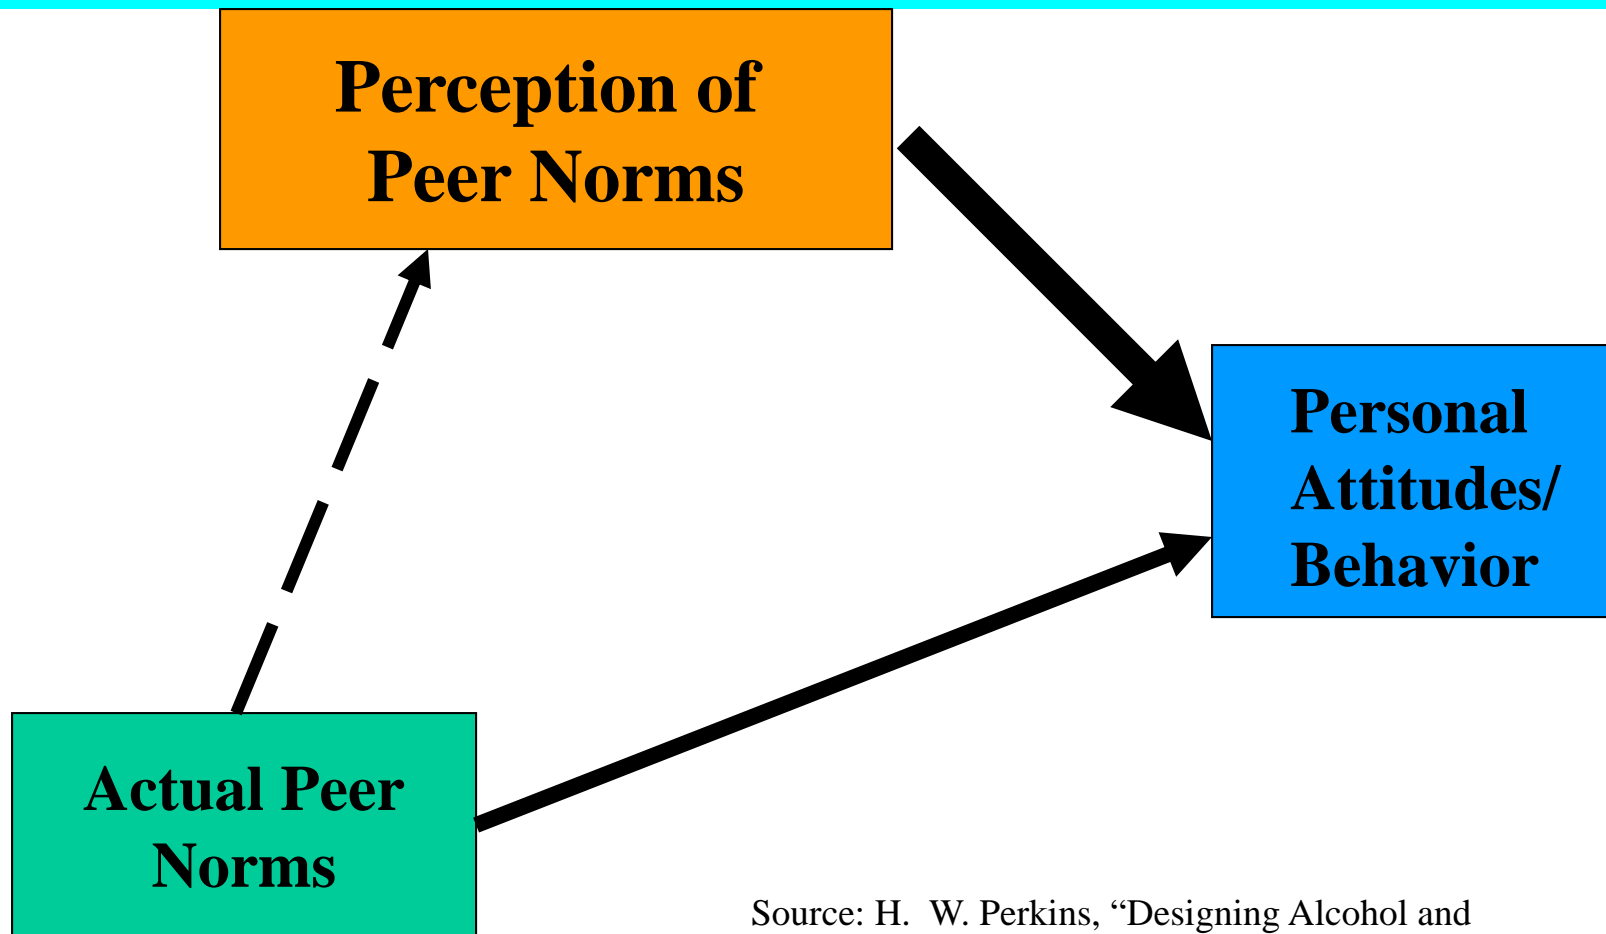 Perception of
Peer Norms
Personal
Attitudes/
Behavior
Actual Peer
Norms
Source: H. W. Perkins, “Designing Alcohol and